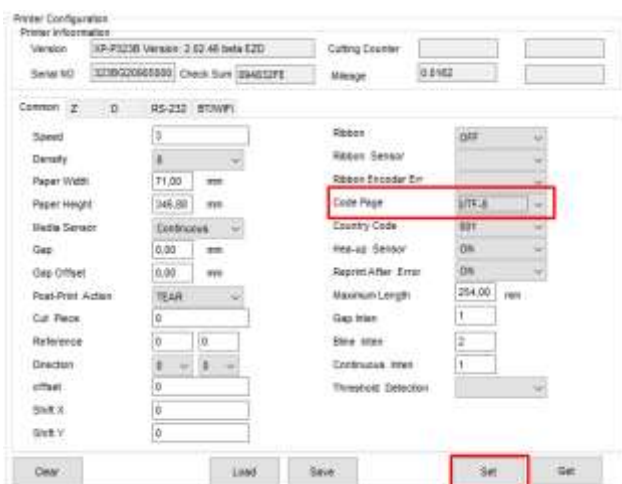 Printer Configuration
Printer Information
Version XP-P323B Version: 2.02.46 beta EZD Cutting Counter
Serial NO Check Sum Mileage 0.0162
Common Z D RS-232 BT/WIFI
Speed 3 Ribbon OFF
Density 8 Ribbon Sensor
Paper Width 71,00 mm Ribbon Encoder Err
Paper Height mm Code Page UTF-8
Media Sensor Continuous Country Code 001
Gap 0,00 mm Hea-up Sensor ON
Gap Offset 0,00 mm Reprint After Error ON
Post-Print Action TEAR Maximum Length 254,00 mm
Cut Piece 0 Gap Inten 1
Reference 0 0 Bline Inten 2
Direction 0 0 Continuous Inten 1
offset 0 Threshold Detection
Shift X 0
Shift Y 0
Clear Load Save Set Get